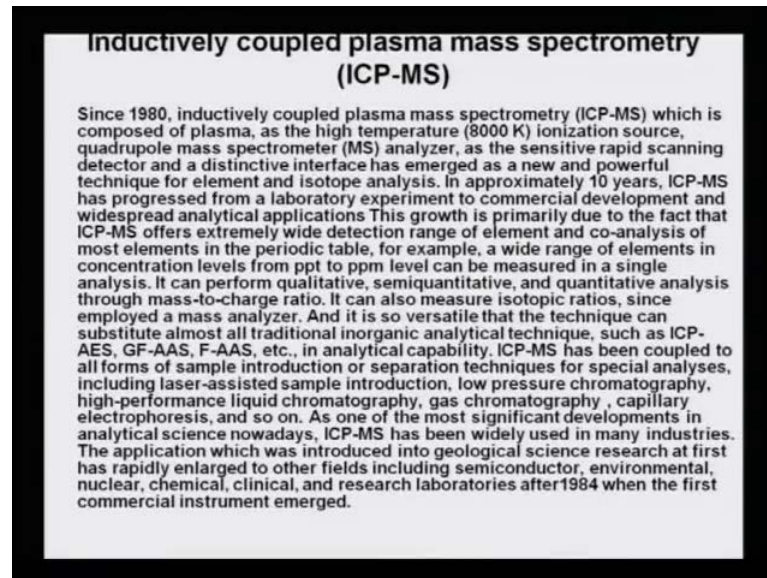 Inductively coupled plasma mass spectrometry
(ICP-MS)
Since 1980, inductively coupled plasma mass spectrometry (ICP-MS) which is
composed of plasma, as the high temperature (8000 K) ionization source,
quadrupole mass spectrometer (MS) analyzer, as the sensitive rapid scanning
detector and a distinctive interface has emerged as a new and powerful
technique for element and isotope analysis. In approximately 10 years, ICP-MS
has progressed from a laboratory experiment to commercial development and
widespread analytical applications This growth is primarily due to the fact that
ICP-MS offers extremely wide detection range of element and co-analysis of
most elements in the periodic table, for example, a wide range of elements in
concentration levels from ppt to ppm level can be measured in a single
analysis. It can perform qualitative, semiquantitative, and quantitative analysis
through mass-to-charge ratio. It can also measure isotopic ratios, since
employed a mass analyzer. And it is so versatile that the technique can
substitute almost all traditional inorganic analytical technique, such as ICP-
AES, GF-AAS, F-AAS, etc., in analytical capability. ICP-MS has been coupled to
all forms of sample introduction or separation techniques for special analyses,
including laser-assisted sample introduction, low pressure chromatography,
high-performance liquid chromatography, gas chromatography , capillary
electrophoresis, and so on. As one of the most significant developments in
analytical science nowadays, ICP-MS has been widely used in many industries.
The application which was introduced into geological science research at first
has rapidly enlarged to other fields including semiconductor, environmental,
nuclear, chemical, clinical, and research laboratories after1984 when the first
commercial instrument emerged.